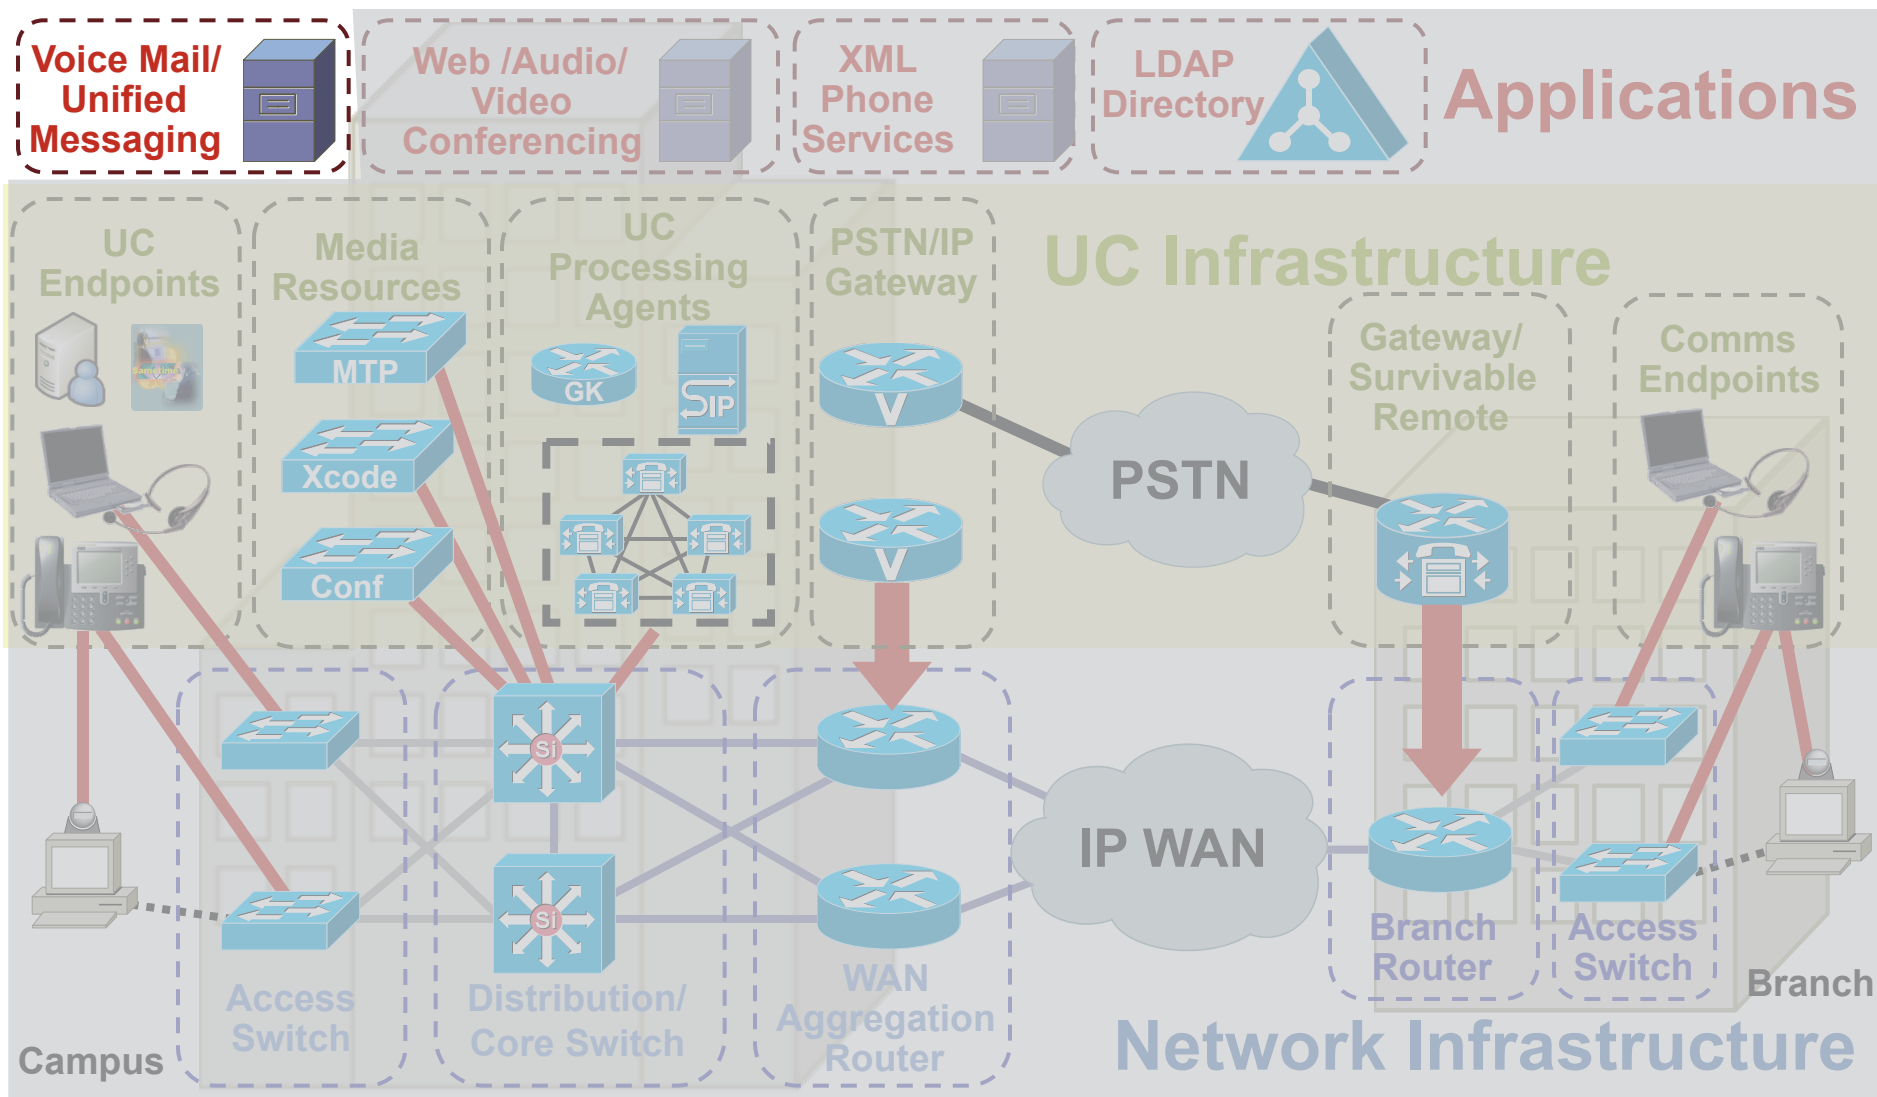 Voice Mail/
Unified
Messaging
Web /Audio/
Video
Conferencing
XML
Phone
Services
LDAP
Directory
Applications
UC
Endpoints
Media
Resources
UC
Processing
Agents
PSTN/IP
Gateway
UC Infrastructure
Gateway/
Survivable
Remote
Comms
Endpoints
Sametime
MTP
GK
SIP
V
Xcode
PSTN
V
Conf
Si
IP WAN
Si
Branch
Router
Access
Switch
Branch
Access
Switch
Distribution/
Core Switch
WAN
Aggregation
Router
Campus
Network Infrastructure